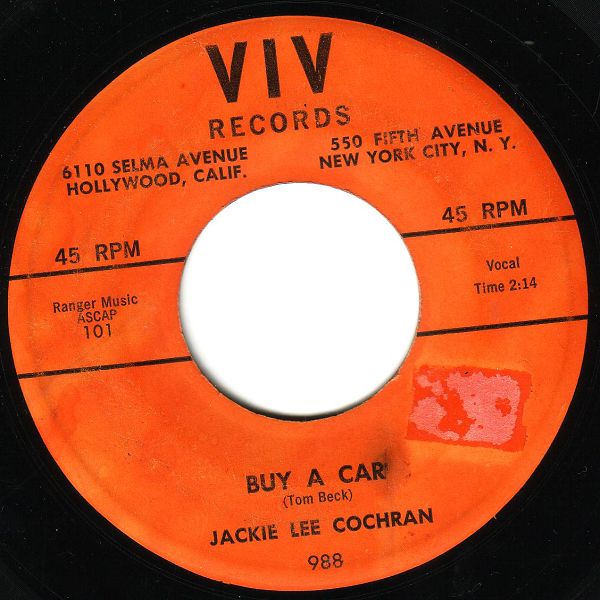 VIV
RECORDS
6110 SELMA AVENUE
HOLLYWOOD, CALIF.
550 FIFTH AVENUE
NEW YORK CITY, N. Y.
45 RPM
45 RPM
Ranger Music
ASCAP
101
Vocal
Time 2:14
BUY A CAR
(Tom Beck)
JACKIE LEE COCHRAN
988